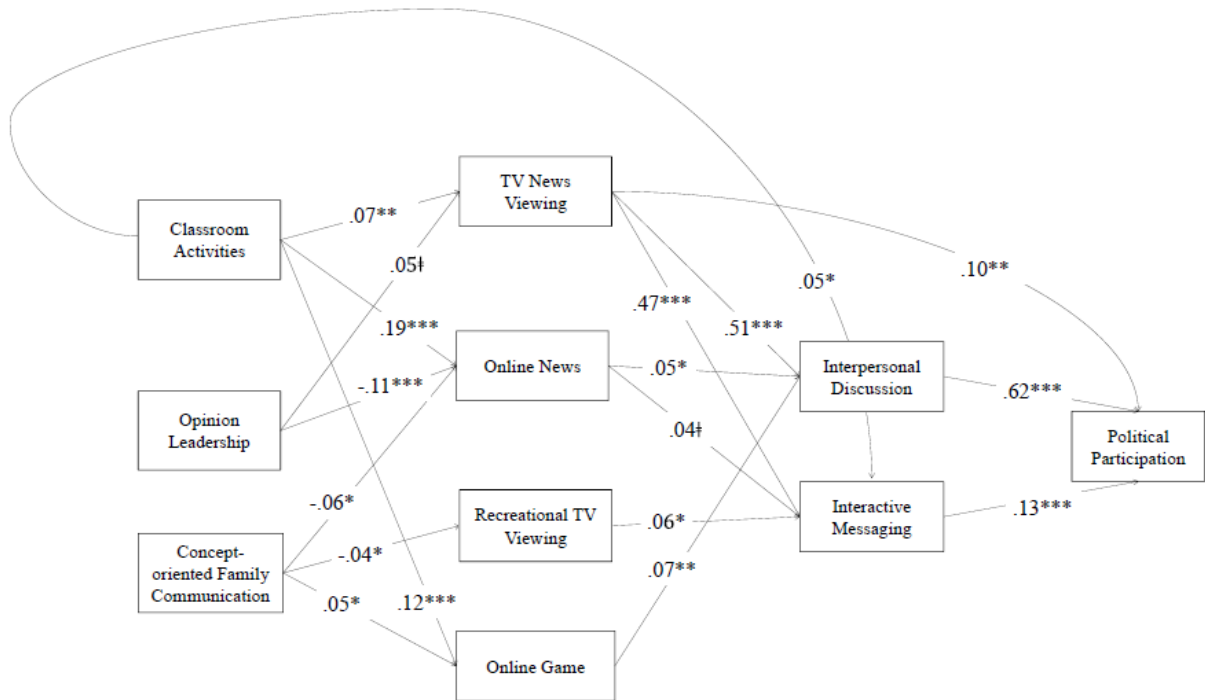 TV News
Viewing
.07**
Classroom
Activities
.05ǂ
.10**
.05*
.47***
.19***
.51***
Online News
.05*
Interpersonal
Discussion
-.11***
.62***
Opinion
Leadership
.04ǂ
Political
Participation
-.06*
Recreational TV
Viewing
.06*
Interactive
Messaging
.13***
-.04*
Concept-
oriented Family
Communication
.07**
.05*
.12***
Online Game